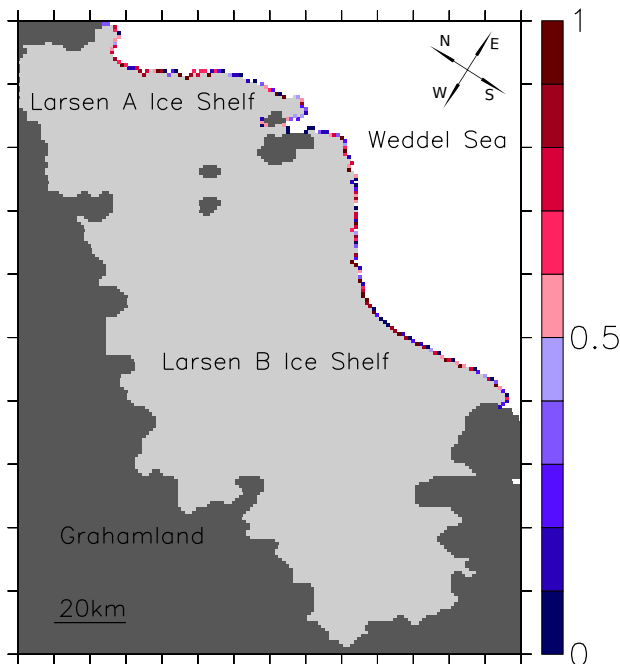 1
N
E
W
S
Larsen A Ice Shelf
Weddel Sea
0.5
Larsen B Ice Shelf
Grahamland
20km
0